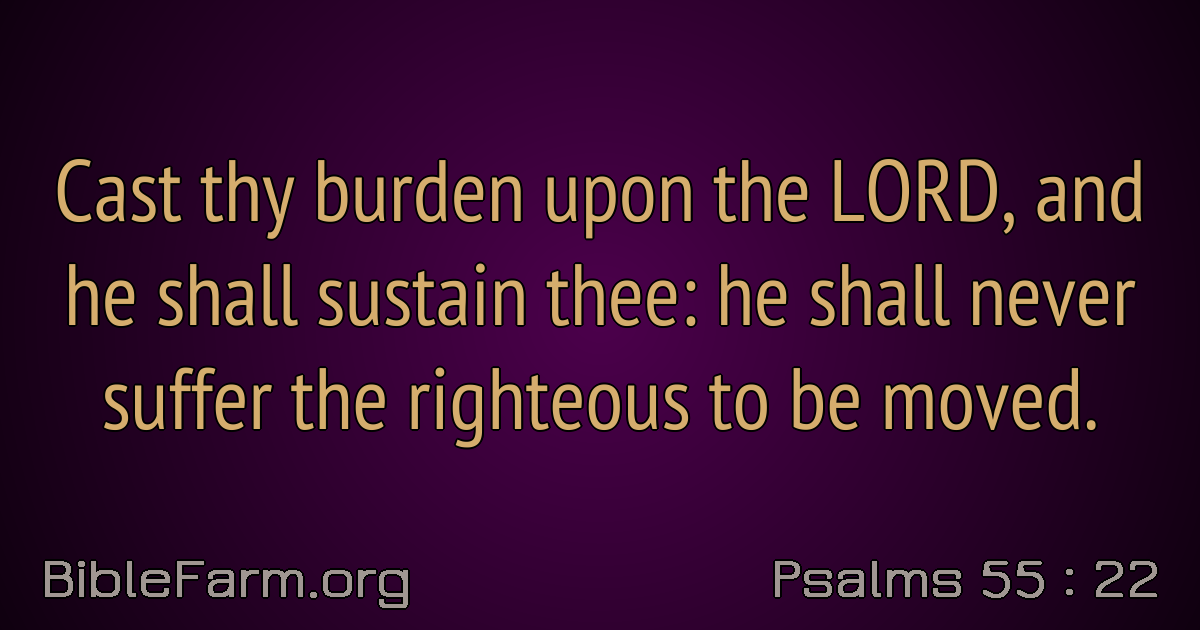 Cast thy burden upon the LORD, and
he shall sustain thee: he shall never
suffer the righteous to be moved.
BibleFarm.org
Psalms 55 : 22